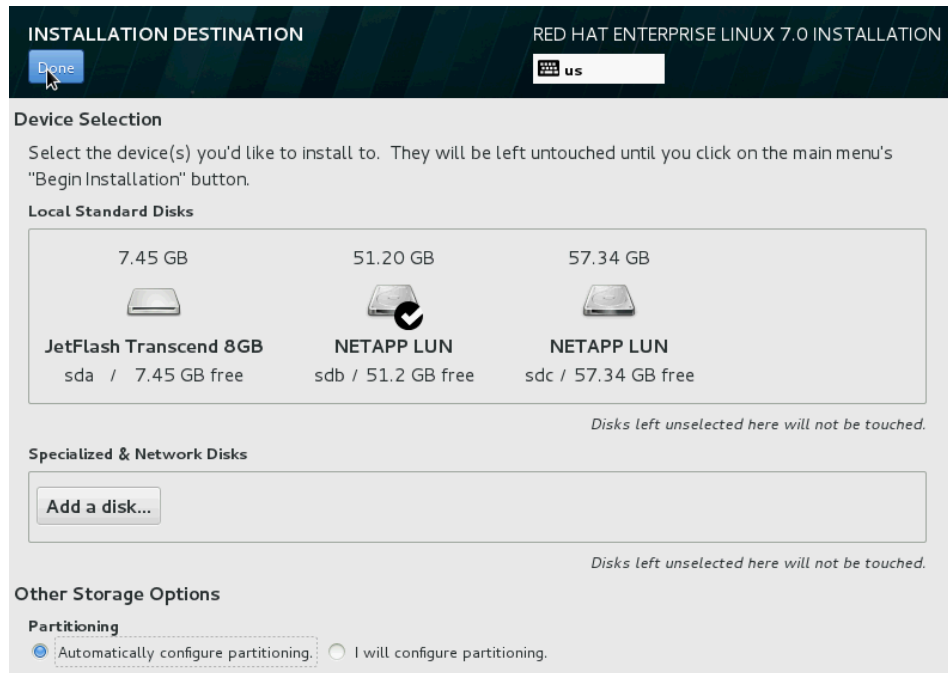 INSTALLATION DESTINATION
RED HAT ENTERPRISE LINUX 7.0 INSTALLATION
Done
us
Device Selection
Select the device(s) you'd like to install to. They will be left untouched until you click on the main menu's
"Begin Installation" button.
Local Standard Disks
7.45 GB
51.20 GB
57.34 GB
JetFlash Transcend 8GB
NETAPP LUN
NETAPP LUN
sda / 7.45 GB free
sdb / 51.2 GB free
sdc / 57.34 GB free
Disks left unselected here will not be touched.
Specialized & Network Disks
Add a disk...
Disks left unselected here will not be touched.
Other Storage Options
Partitioning
Automatically configure partitioning.
I will configure partitioning.